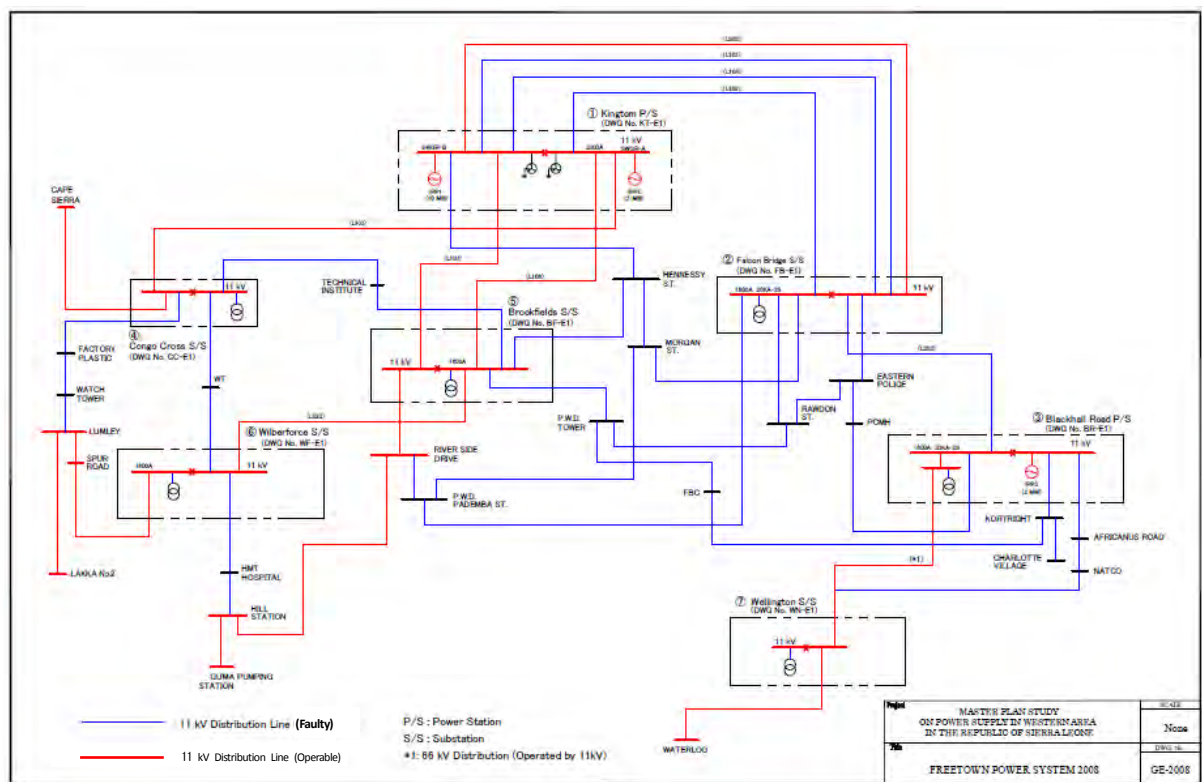 ① Kingtom P/S
(DWG No. KT-E1)
11 kV
CAPE
SIERRA
② Falcon Bridge S/S
(DWG No. FB-E1)
11 kV
HENNESSY
ST.
TECHNICAL
INSTITUTE
11 kV
④
Congo Cross S/S
(DWG No. CC-E1)
⑤
Brookfields S/S
(DWG No. BF-E1)
11 kV
MORGAN
ST.
FACTORY
PLASTIC
WT
WATCH
TOWER
EASTERN
POLICE
RAWDON
ST.
PCMH
③ Blackhall Road P/S
(DWG No. BR-E1)
11 kV
P.W.D.
TOWER
LUMLEY
SPUR
ROAD
⑥ Wilberforce S/S
(DWG No. WF-E1)
11 kV
RIVER SIDE
DRIVE
P.W.D.
PADEMBA ST.
FBC
KORTRIGHT
AFRICANUS ROAD
CHARLOTTE
VILLAGE
NATCO
(*1)
LAKKA No.2
HMT
HOSPITAL
HILL
STATION
GUMA PUMPING
STATION
⑦ Wellington S/S
(DWG No. WN-E1)
11 kV
WATERLOO
11 kV Distribution Line (Faulty)
11 kV Distribution Line (Operable)
P/S : Power Station
S/S : Substation
*1: 66 kV Distribution (Operated by 11kV)
Project
MASTER PLAN STUDY
ON POWER SUPPLY IN WESTERN AREA
IN THE REPUBLIC OF SIERRA LEONE
SCALE
None
Title
FREETOWN POWER SYSTEM 2008
DWG No.
GE-2008